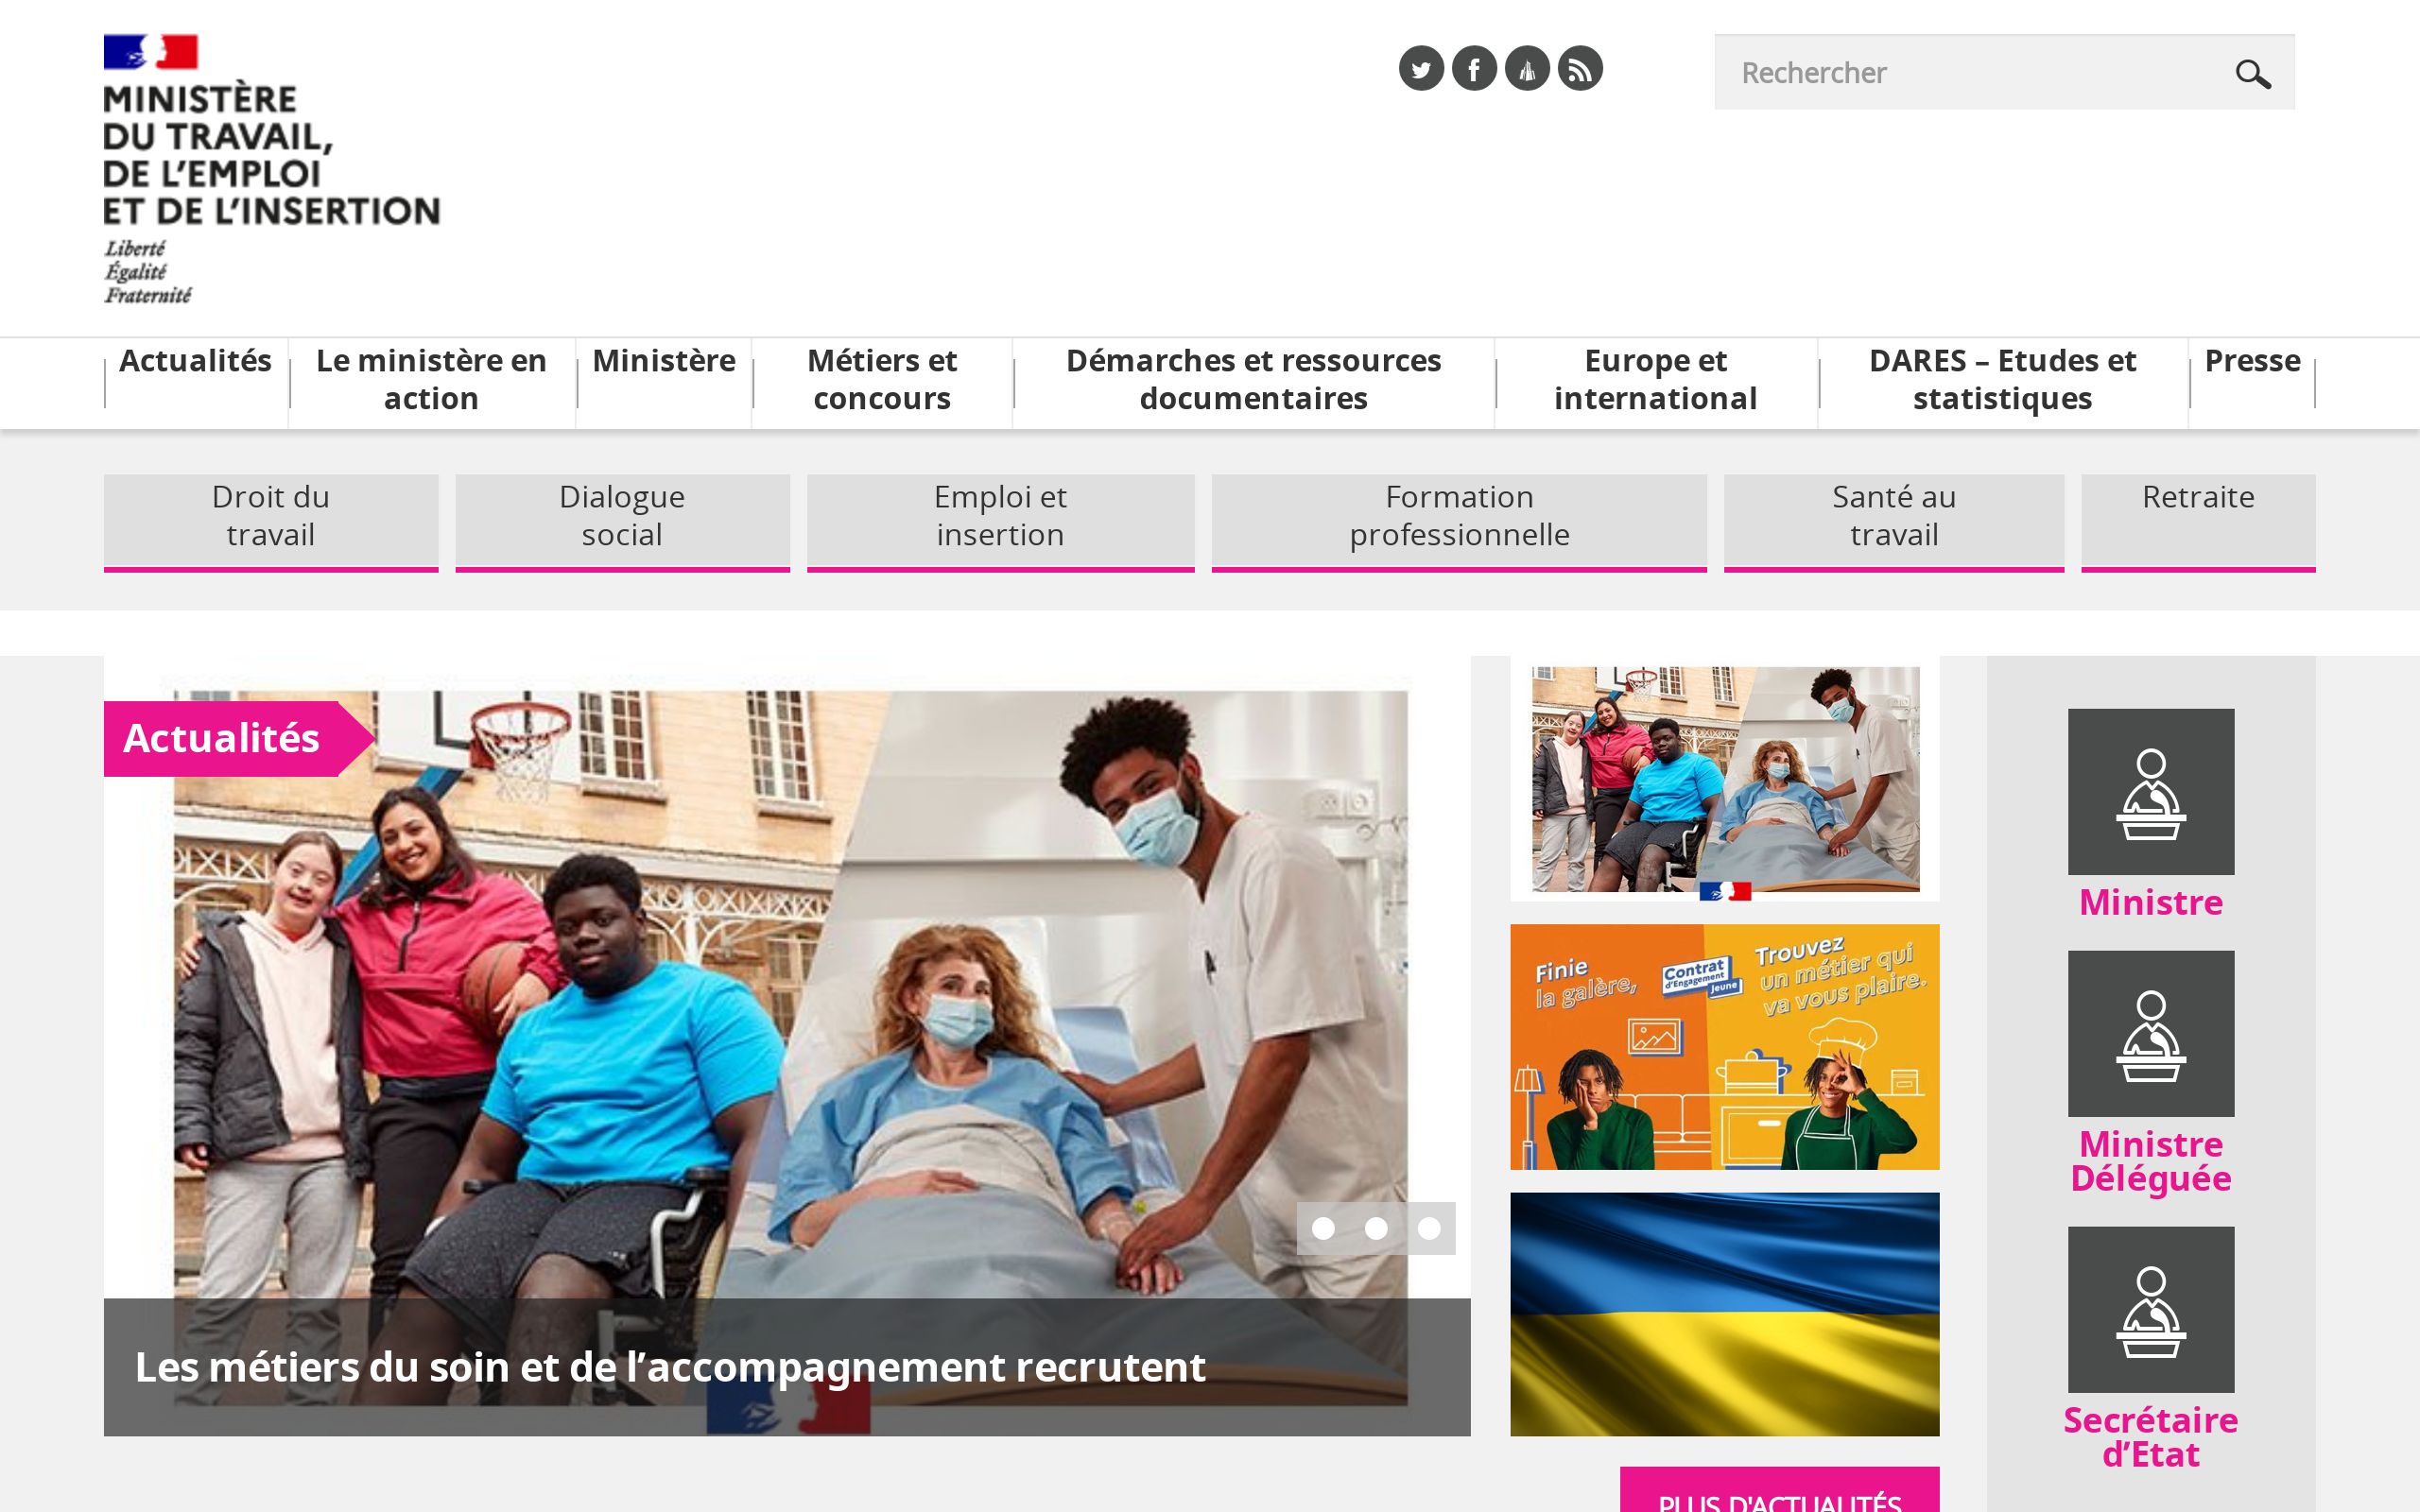 MINISTÈRE
DU TRAVAIL,
DE L'EMPLOI
ET DE L'INSERTION
Liberté
Égalité
Fraternité
Rechercher
Actualités
Le ministère en
action
Ministère
Métiers et
concours
Démarches et ressources
documentaires
Europe et
international
DARES – Etudes et
statistiques
Presse
Droit du
travail
Dialogue
social
Emploi et
insertion
Formation
professionnelle
Santé au
travail
Retraite
Actualités
Les métiers du soin et de l’accompagnement recrutent
Finie
la galère,
Contrat
d'Engagement
Jeune
Trouvez
un métier qui
va vous plaire.
Ministre
Ministre
Déléguée
Secrétaire
d’Etat
PLUS D'ACTUALITÉS